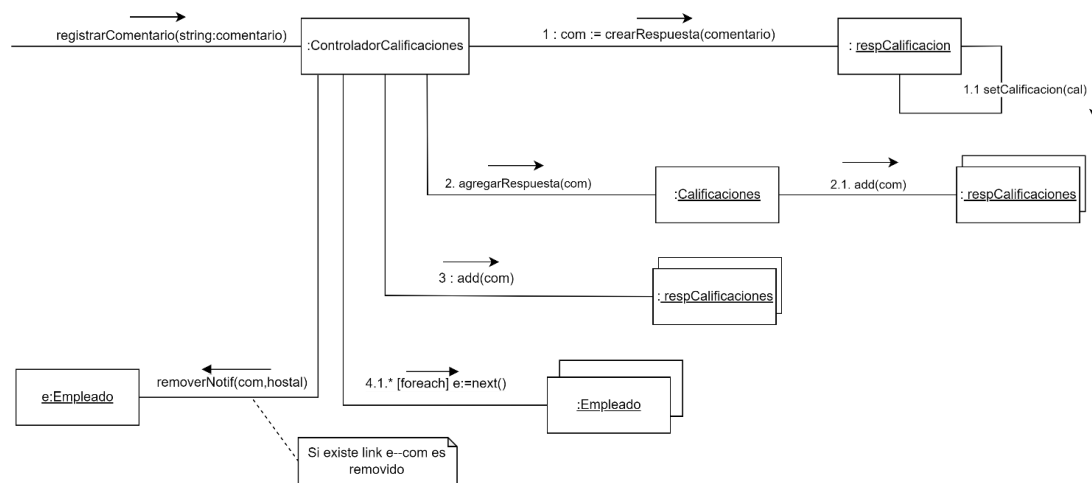 registrarComentario(string:comentario)
:ControladorCalificaciones
1 : com := crearRespuesta(comentario)
: respCalificacion
1.1 setCalificacion(cal)
2. agregarRespuesta(com)
:Calificaciones
2.1. add(com)
: respCalificaciones
3 : add(com)
: respCalificaciones
e:Empleado
removerNotif(com,hostal)
4.1.* [foreach] e:=next()
:Empleado
Si existe link e--com es
removido